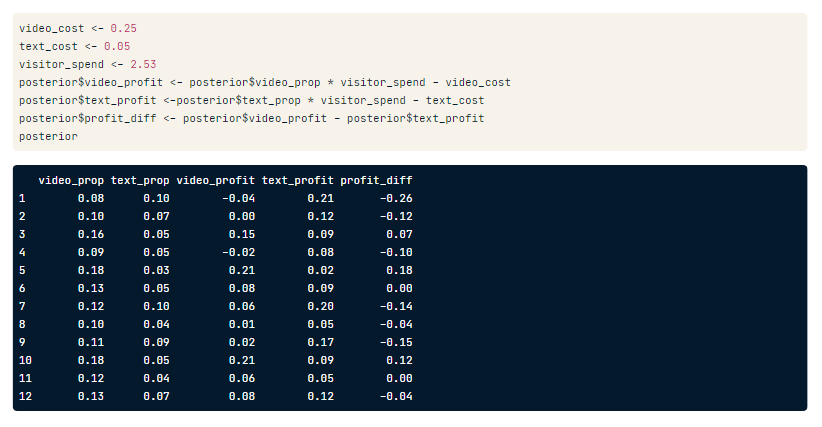 video_cost <- 0.25
text_cost <- 0.05
visitor_spend <- 2.53
posterior$video_profit <- posterior$video_prop * visitor_spend - video_cost
posterior$text_profit <-posterior$text_prop * visitor_spend - text_cost
posterior$profit_diff <- posterior$video_profit - posterior$text_profit
posterior
video_prop text_prop video_profit text_profit profit_diff
1 0.08 0.10 -0.04 0.21 -0.26
2 0.10 0.07 0.00 0.12 -0.12
3 0.16 0.05 0.15 0.09 0.07
4 0.09 0.05 -0.02 0.08 -0.10
5 0.18 0.03 0.21 0.02 0.18
6 0.13 0.05 0.08 0.09 0.00
7 0.12 0.10 0.06 0.20 -0.14
8 0.10 0.04 0.01 0.05 -0.04
9 0.11 0.09 0.02 0.17 -0.15
10 0.18 0.05 0.21 0.09 0.12
11 0.12 0.04 0.06 0.05 0.00
12 0.13 0.07 0.08 0.12 -0.04